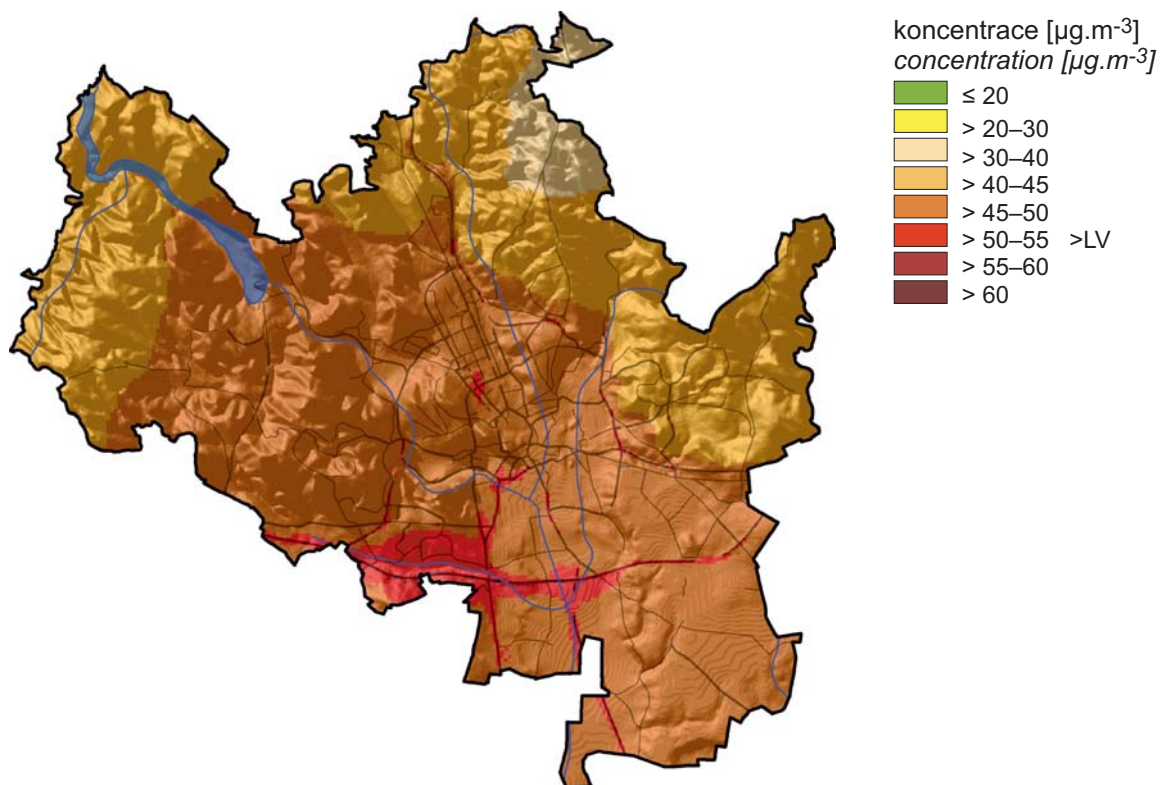 koncentrace [µg.m-3]
concentration [µg.m-3]
≤ 20
> 20–30
> 30–40
> 40–45
> 45–50
> 50–55 >LV
> 55–60
> 60